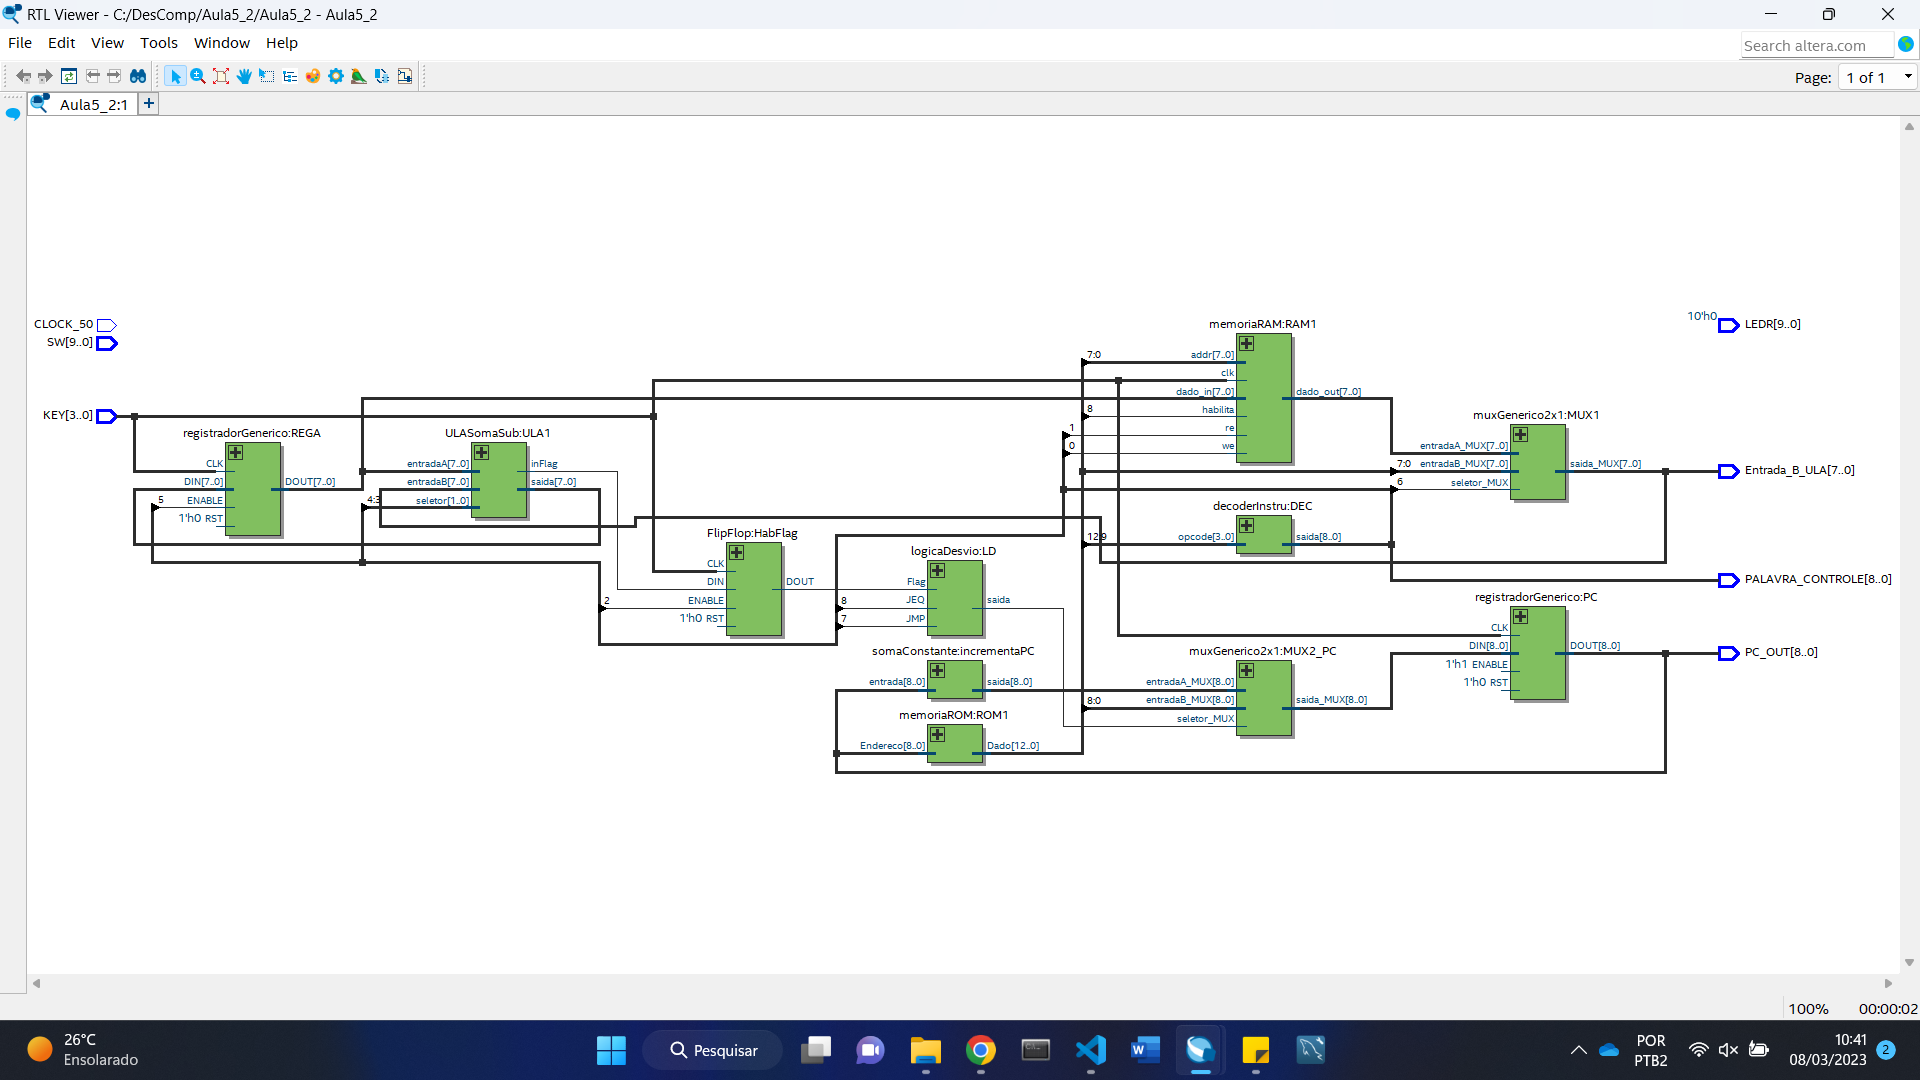 RTL Viewer - C:/DesComp/Aula5_2/Aula5_2 - Aula5_2
File Edit View Tools Window Help
Search altera.com
Page: 1 of 1
Aula5_2:1
CLOCK_50
SW[9..0]
KEY[3..0]
registradorGenerico:REGA
CLK
DIN[7..0]
DOUT[7..0]
5
ENABLE
1'h0 RST
ULASomaSub:ULA1
entradaA[7..0]
inFlag
entradaB[7..0]
saida[7..0]
4:3
seletor[1..0]
FlipFlop:HabFlag
CLK
DIN
DOUT
2
ENABLE
1'h0 RST
logicaDesvio:LD
Flag
8
JEQ
saida
7
JMP
somaConstante:incrementaPC
entrada[8..0]
saida[8..0]
memoriaROM:ROM1
Endereco[8..0]
Dado[12..0]
memoriaRAM:RAM1
7:0
addr[7..0]
clk
dado_in[7..0]
dado_out[7..0]
8
habilita
1
re
0
we
decoderInstru:DEC
12:9
opcode[3..0]
saida[8..0]
muxGenerico2x1:MUX2_PC
entradaA_MUX[8..0]
8:0
entradaB_MUX[8..0]
saida_MUX[8..0]
seletor_MUX
muxGenerico2x1:MUX1
entradaA_MUX[7..0]
7:0
entradaB_MUX[7..0]
saida_MUX[7..0]
6
seletor_MUX
registradorGenerico:PC
CLK
DIN[8..0]
DOUT[8..0]
1'h1 ENABLE
1'h0 RST
10'h0
LEDR[9..0]
Entrada_B_ULA[7..0]
PALAVRA_CONTROLE[8..0]
PC_OUT[8..0]
100%
00:00:02
26°C
Ensolarado
Pesquisar
POR
PTB2
10:41
08/03/2023
2